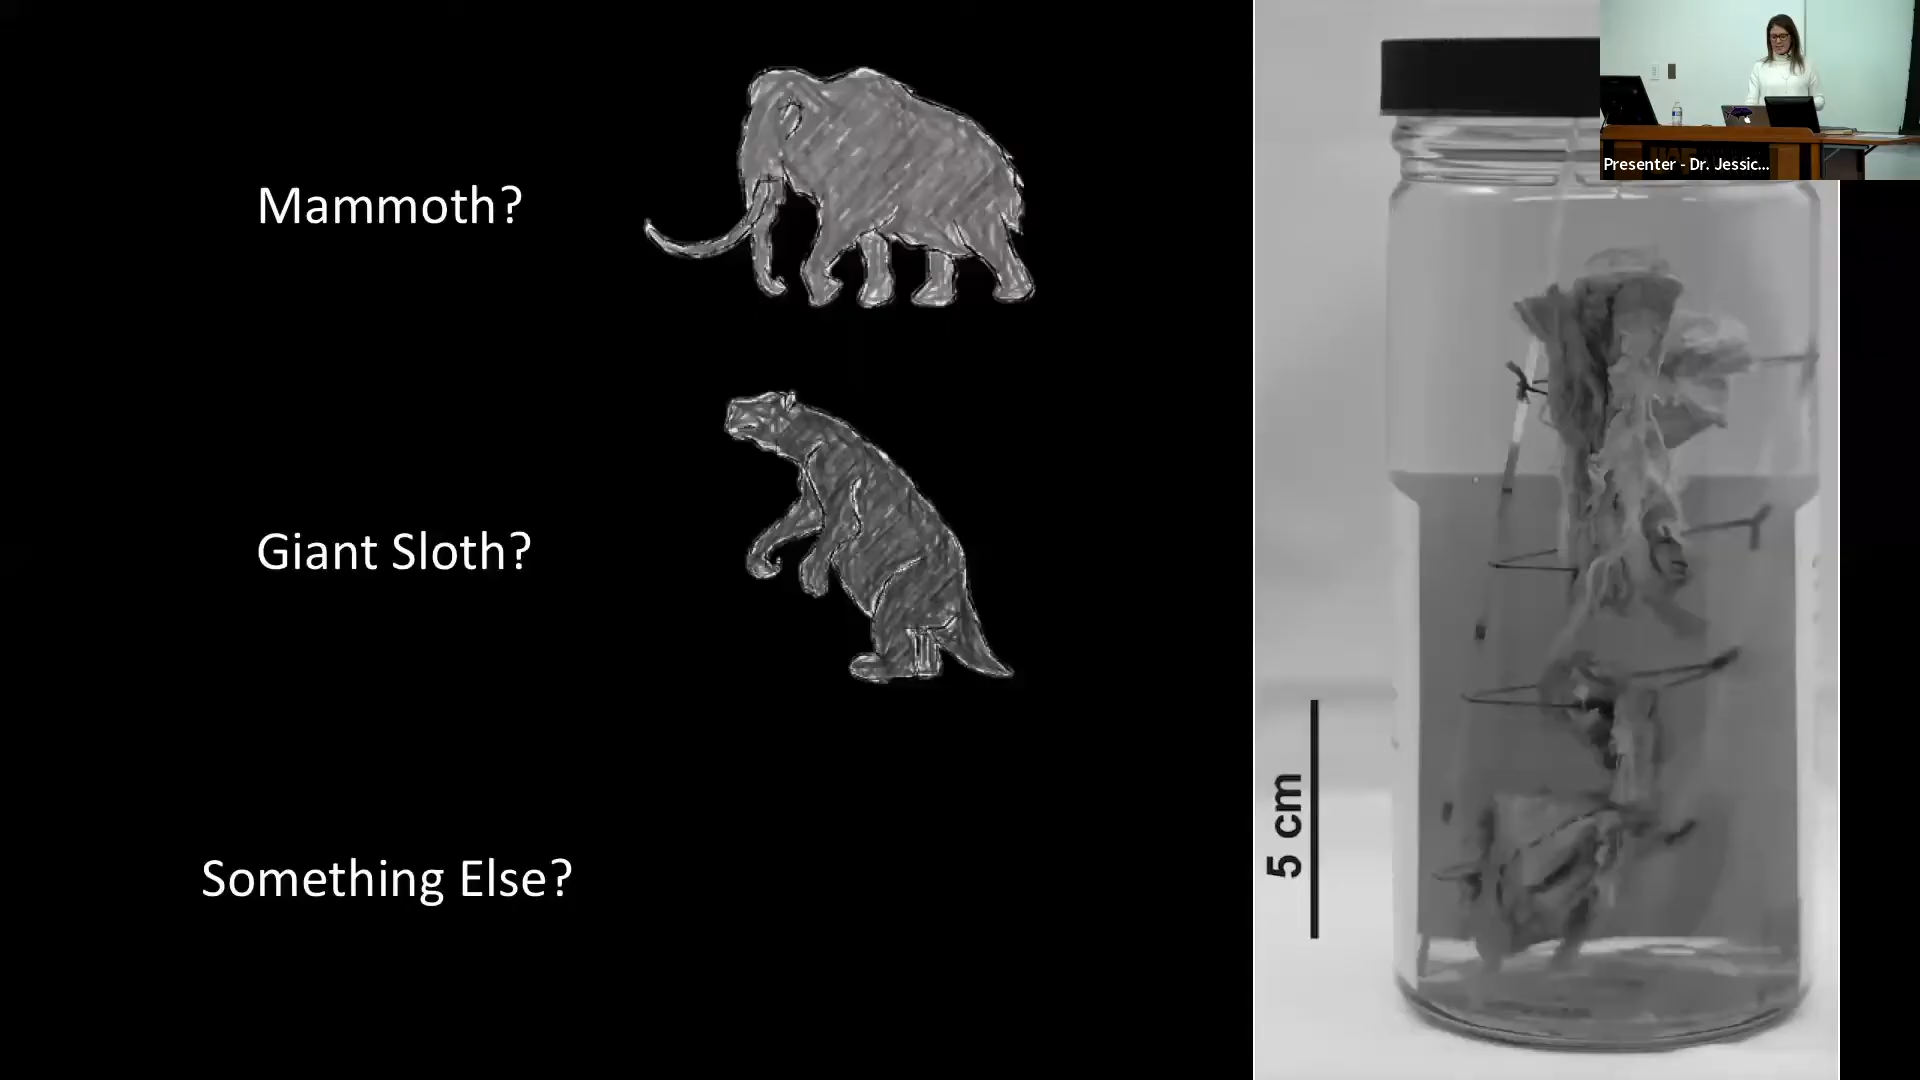 Mammoth?
Giant Sloth?
Something Else?
5 cm
Presenter - Dr. Jessic...